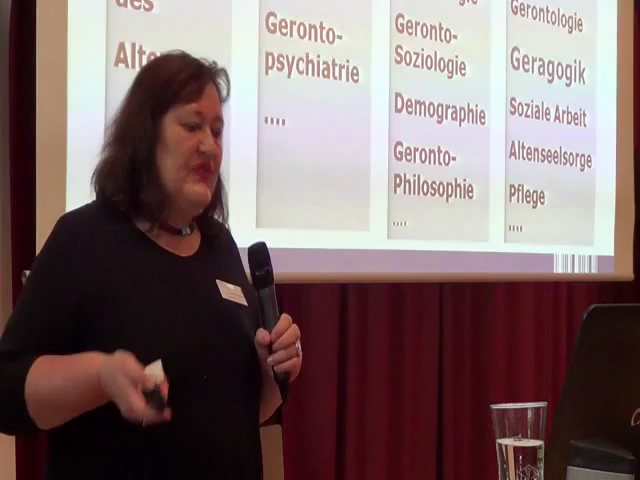 des
Alte
Geronto-
psychiatrie
....
Geronto-
Soziologie
Demographie
Geronto-
Philosophie
....
Gerontologie
Geragogik
Soziale Arbeit
Altenseelsorge
Pflege
....